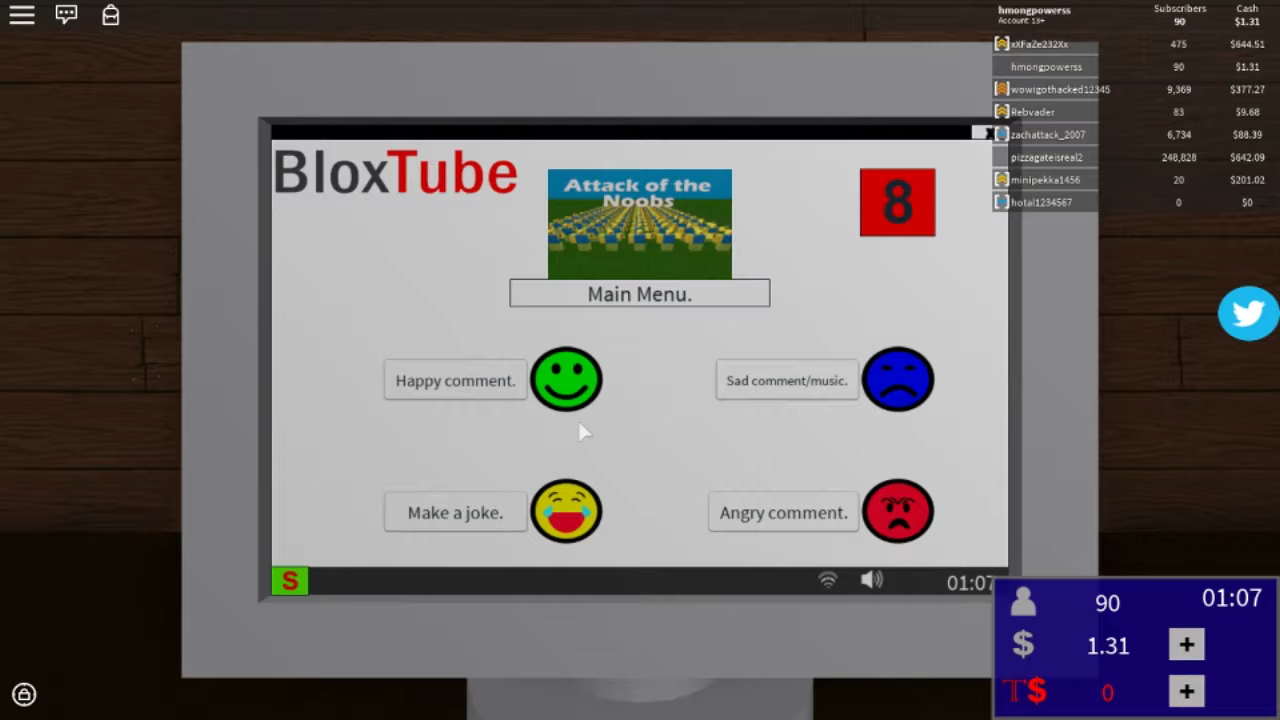 hmongpowerss
Account 13+
Subscribers
90
Cash
$1.31
xXFaZe232Xx 475 $644.51
hmongpowerss 90 $1.31
wowigothacked12345 9,369 $377.27
Rebvader 83 $9.68
zachattack_2007 6,734 $88.39
pizzagateisreal2 248,828 $642.09
minipekka1456 20 $201.02
hotal1234567 0 $0
BloxTube
Attack of the
Noobs
8
Main Menu.
Happy comment.
Sad comment/music.
Make a joke.
Angry comment.
S
01:07
90 01:07
$ 1.31 +
T$ 0 +